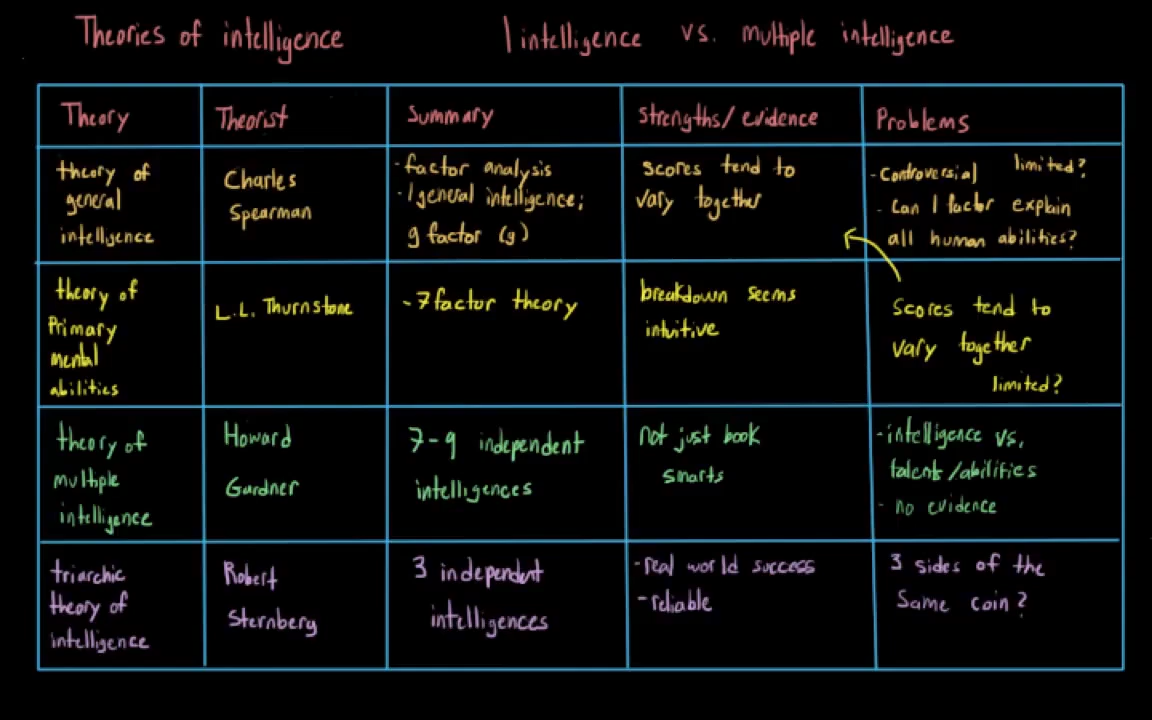 Theories of intelligence
1 intelligence vs. multiple intelligence
Theory
Theorist
Summary
Strengths/evidence
Problems
theory of
general
intelligence
Charles
Spearman
- factor analysis
- 1 general intelligence;
g factor (g)
scores tend to
vary together
- controversial limited?
- Can 1 factor explain
all human abilities?
theory of
Primary
mental
abilities
L.L. Thurnstone
- 7 factor theory
breakdown seems
intuitive
Scores tend to
vary together
limited?
theory of
multiple
intelligence
Howard
Gardner
7-9 independent
intelligences
not just book
smarts
- intelligence vs.
talents/abilities
- no evidence
triarchic
theory of
intelligence
Robert
Sternberg
3 independent
intelligences
- real world success
- reliable
3 sides of the
Same coin?